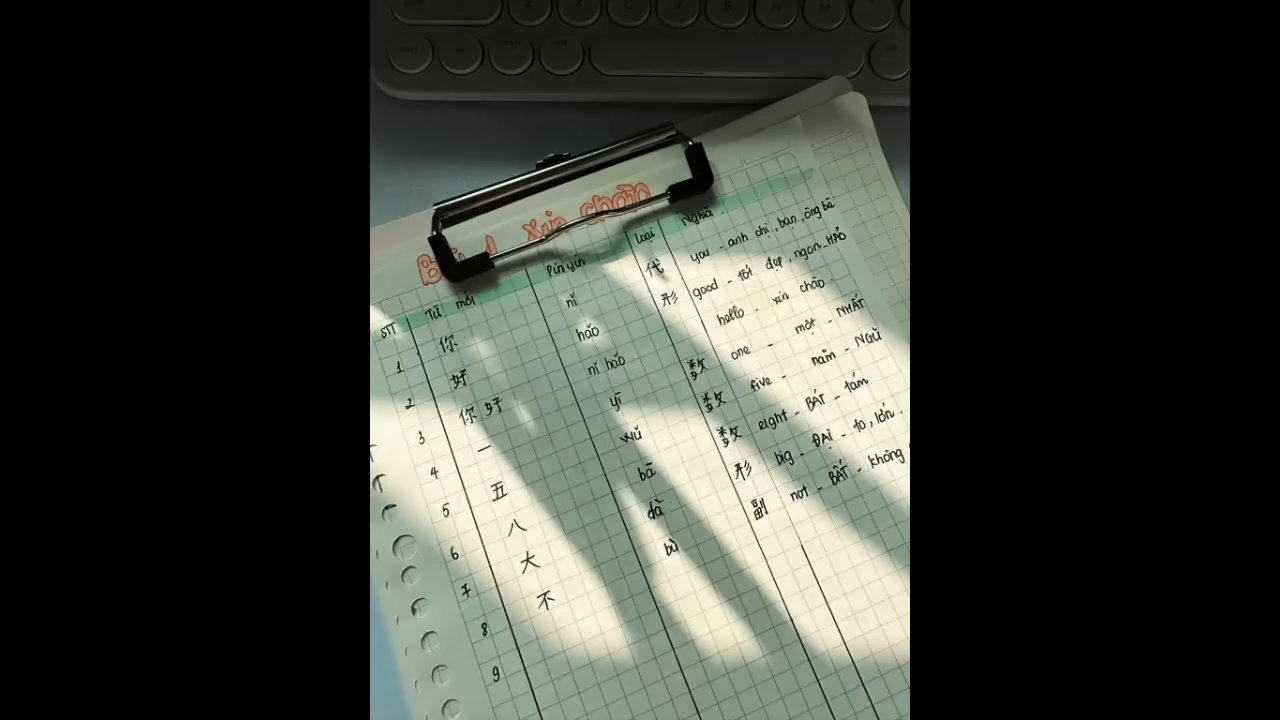 Xin chào
STT Từ mới Pinyin loại Nghĩa
1 你 nǐ 代 you - anh chị, bạn, ông bà
2 好 hǎo 形 good - tốt đẹp, ngon - HẢO
3 你好 nǐ hǎo hello - xin chào.
4 一 yī 数 one - một - NHẤT
5 五 wǔ 数 five - năm - NGŨ
6 八 bā 数 eight - BÁT - tám
7 大 dà 形 big - ĐẠI - to, lớn.
8 不 bù 副 not - BẤT - không
9